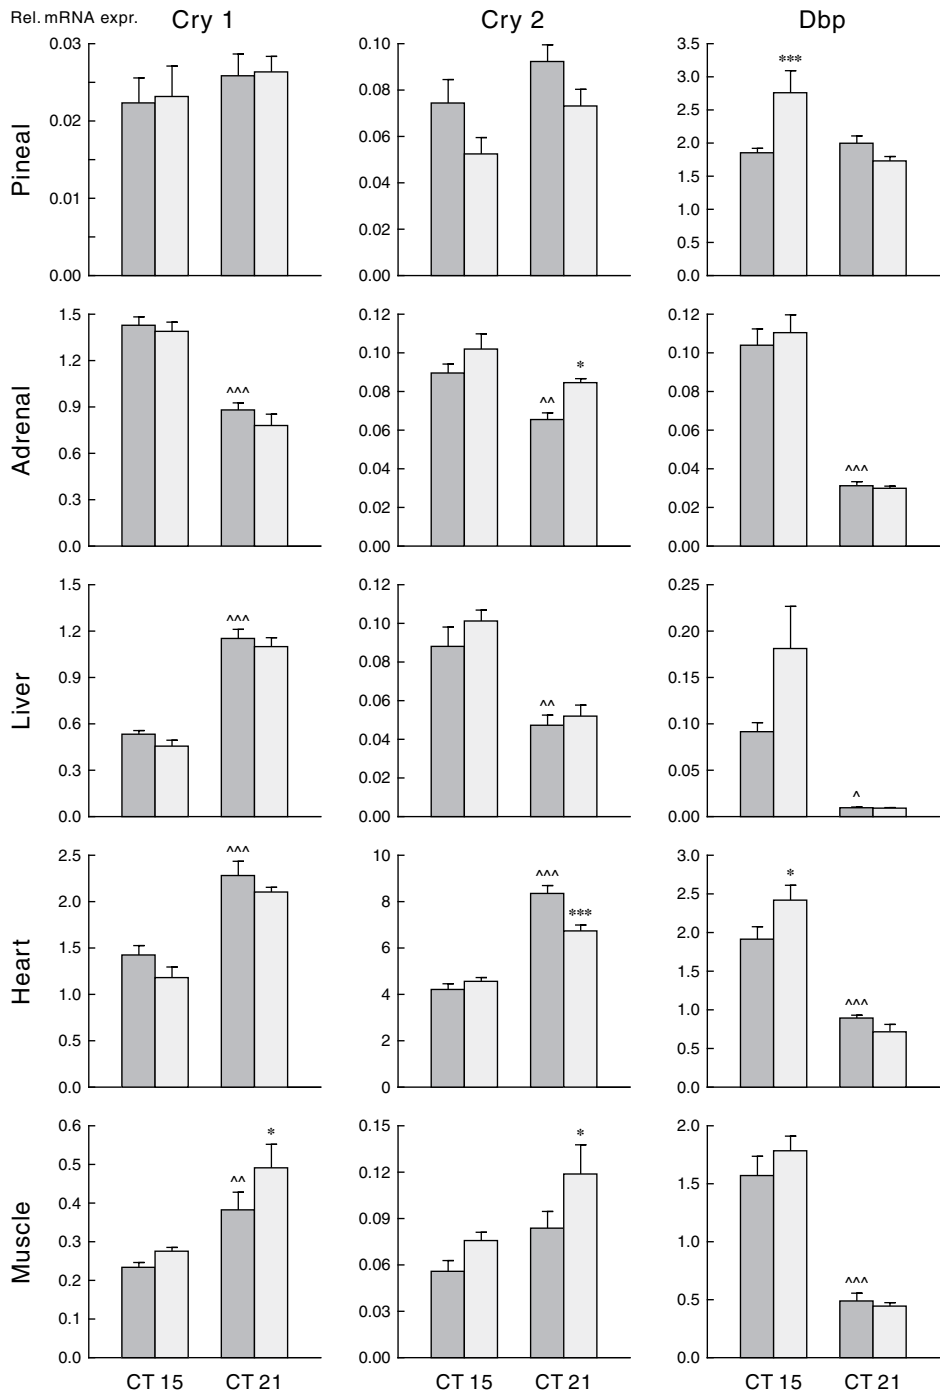 Rel. mRNA expr. Cry 1 Cry 2 Dbp
Pineal
0.03 0.10 3.5
***
3.0
0.08
2.5
0.02
0.06 2.0
1.5
0.04
0.01 1.0
0.02
0.5
0.00 0.00 0.0
Adrenal
1.5 0.12 0.12
1.2 0.10 * 0.10
^^^ ^^
0.9 0.08 0.08
0.06 0.06
0.6
0.04 0.04 ^^^
0.3
0.02 0.02
0.0 0.00 0.00
Liver
1.5 0.12 0.25
^^^
1.2 0.10 0.20
0.9 0.08
^^ 0.15
0.06
0.6 0.10
0.04
0.3 0.05
0.02 ^
0.0 0.00 0.00
Heart
^^^
2.5 10 3.0
^^^ *
2.0 8 *** 2.5
2.0
1.5 6
1.5
1.0 4
^^^
1.0
0.5 2
0.5
0.0 0 0.0
Muscle
0.6 0.15 2.0
* *
0.5 0.12
^^ 1.5
0.4
0.09
0.3 1.0
0.06
0.2 ^^^
0.03 0.5
0.1
0.0 0.00 0.0
CT 15 CT 21 CT 15 CT 21 CT 15 CT 21